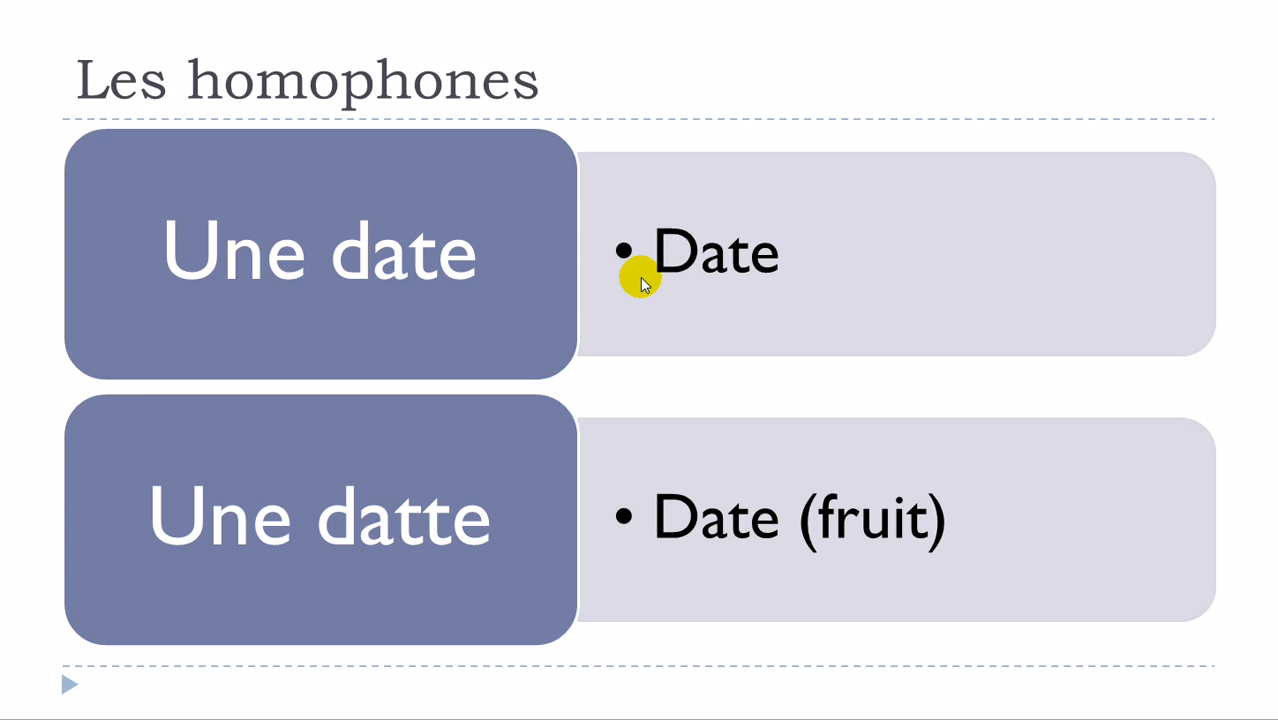 Les homophones
Une date
• Date
Une datte
• Date (fruit)